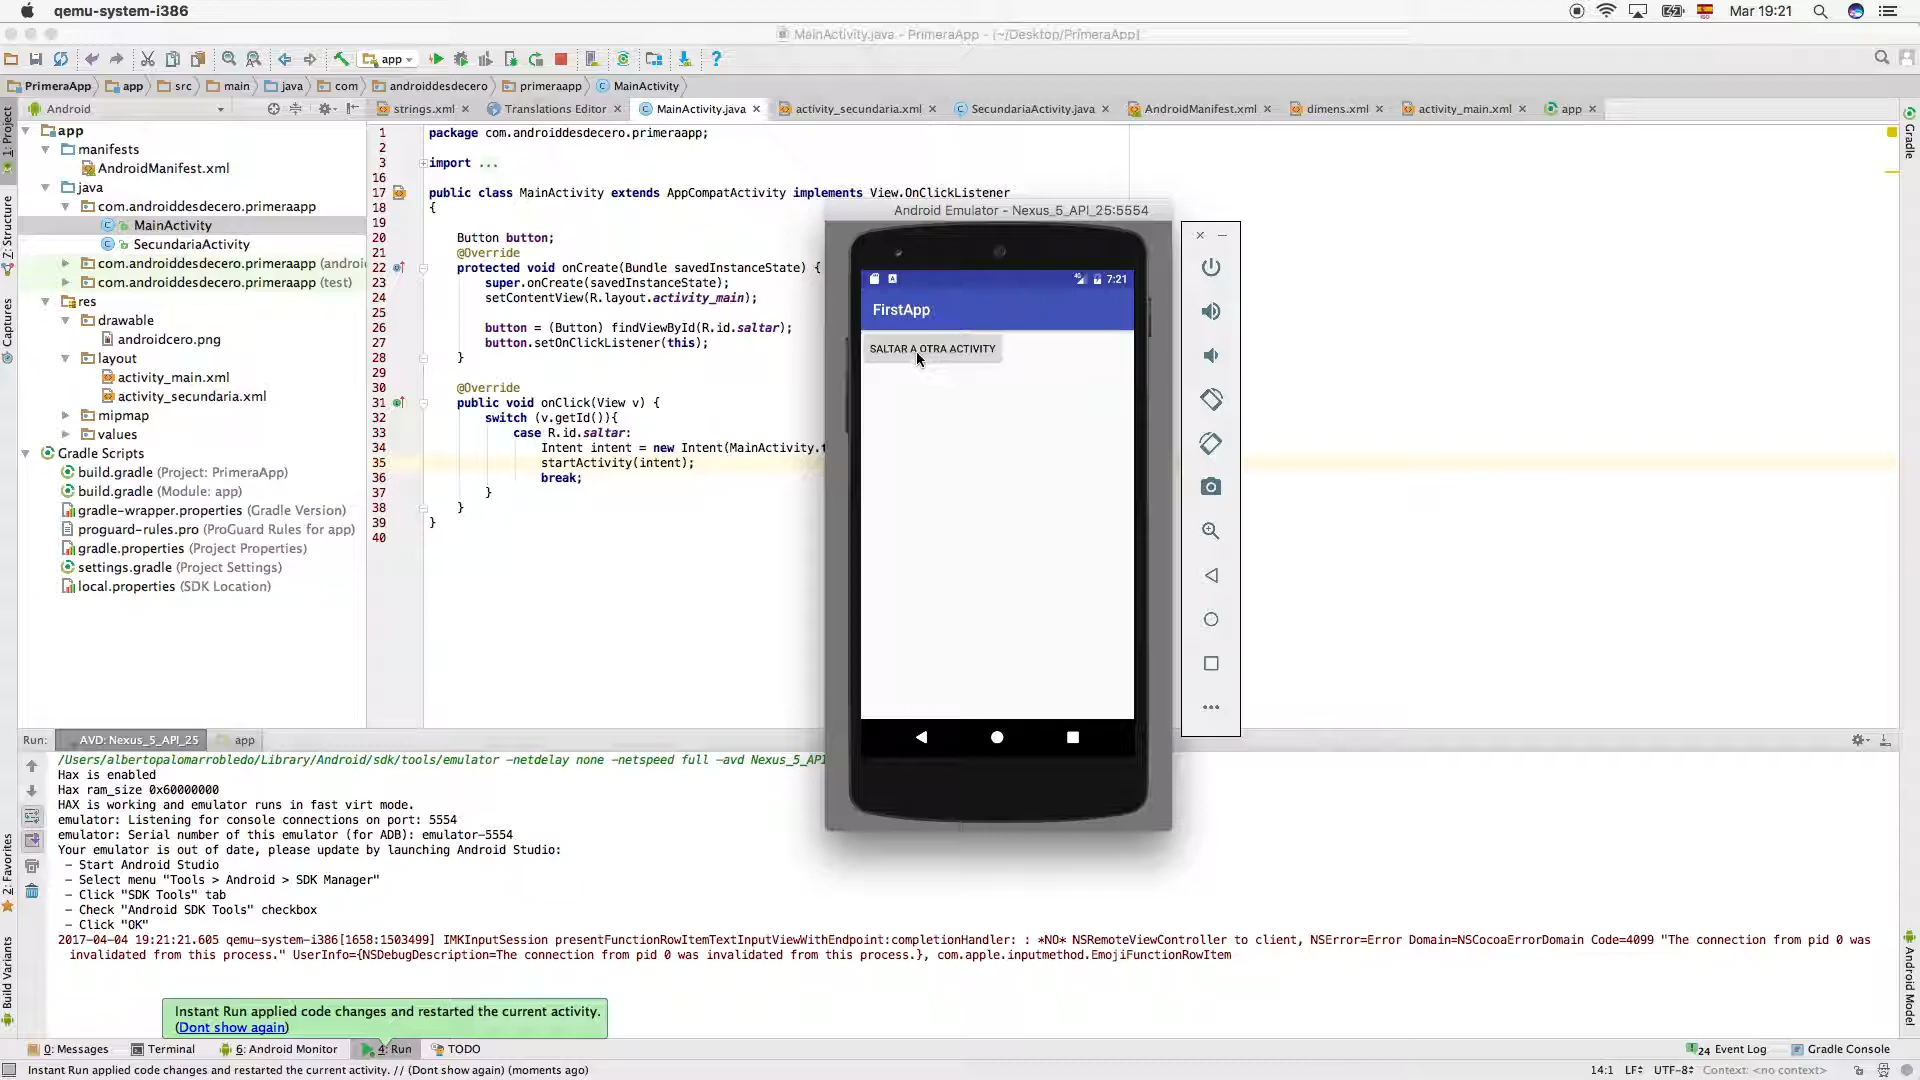 qemu-system-i386
Mar 19:21
MainActivity.java - PrimeraApp - [~/Desktop/PrimeraApp]
app
PrimeraApp app src main java com androiddesdecero primeraapp MainActivity
Android
strings.xml Translations Editor MainActivity.java activity_secundaria.xml SecundariaActivity.java AndroidManifest.xml dimens.xml activity_main.xml app
1: Project
Z: Structure
Captures
2: Favorites
Build Variants
Gradle
Android Model
app
manifests
AndroidManifest.xml
java
com.androiddesdecero.primeraapp
MainActivity
SecundariaActivity
com.androiddesdecero.primeraapp (androi
com.androiddesdecero.primeraapp (test)
res
drawable
androidcero.png
layout
activity_main.xml
activity_secundaria.xml
mipmap
values
Gradle Scripts
build.gradle (Project: PrimeraApp)
build.gradle (Module: app)
gradle-wrapper.properties (Gradle Version)
proguard-rules.pro (ProGuard Rules for app)
gradle.properties (Project Properties)
settings.gradle (Project Settings)
local.properties (SDK Location)
1 package com.androiddesdecero.primeraapp;
2
3 import ...
16
17 public class MainActivity extends AppCompatActivity implements View.OnClickListener
18 {
19
20 Button button;
21 @Override
22 protected void onCreate(Bundle savedInstanceState) {
23 super.onCreate(savedInstanceState);
24 setContentView(R.layout.activity_main);
25
26 button = (Button) findViewById(R.id.saltar);
27 button.setOnClickListener(this);
28 }
29
30 @Override
31 public void onClick(View v) {
32 switch (v.getId()){
33 case R.id.saltar:
34 Intent intent = new Intent(MainActivity.t
35 startActivity(intent);
36 break;
37 }
38 }
39 }
40
Android Emulator - Nexus_5_API_25:5554
7:21
FirstApp
SALTAR A OTRA ACTIVITY
Run: AVD: Nexus_5_API_25 app
/Users/albertopalomarrobledo/Library/Android/sdk/tools/emulator -netdelay none -netspeed full -avd Nexus_5_API
Hax is enabled
Hax ram_size 0x60000000
HAX is working and emulator runs in fast virt mode.
emulator: Listening for console connections on port: 5554
emulator: Serial number of this emulator (for ADB): emulator-5554
Your emulator is out of date, please update by launching Android Studio:
- Start Android Studio
- Select menu "Tools > Android > SDK Manager"
- Click "SDK Tools" tab
- Check "Android SDK Tools" checkbox
- Click "OK"
2017-04-04 19:21:21.605 qemu-system-i386[1658:1503499] IMKInputSession presentFunctionRowItemTextInputViewWithEndpoint:completionHandler: : *NO* NSRemoteViewController to client, NSError=Error Domain=NSCocoaErrorDomain Code=4099 "The connection from pid 0 was
invalidated from this process." UserInfo={NSDebugDescription=The connection from pid 0 was invalidated from this process.}, com.apple.inputmethod.EmojiFunctionRowItem
Instant Run applied code changes and restarted the current activity.
(Dont show again)
0: Messages Terminal 6: Android Monitor 4: Run TODO 24 Event Log Gradle Console
Instant Run applied code changes and restarted the current activity. // (Dont show again) (moments ago) 14:1 LF UTF-8 Context: <no context>